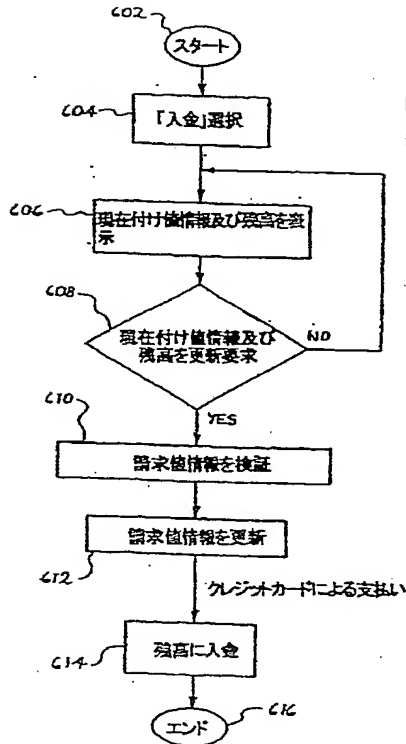 602
スタート
604
「入金」選択
606
現在付け値情報及び残高を表
示
608
現在付け値情報及び
残高を更新要求
NO
YES
610
請求値情報を検証
請求値情報を更新
612
クレジットカードによる支払い
残高に入金
614
エンド
616